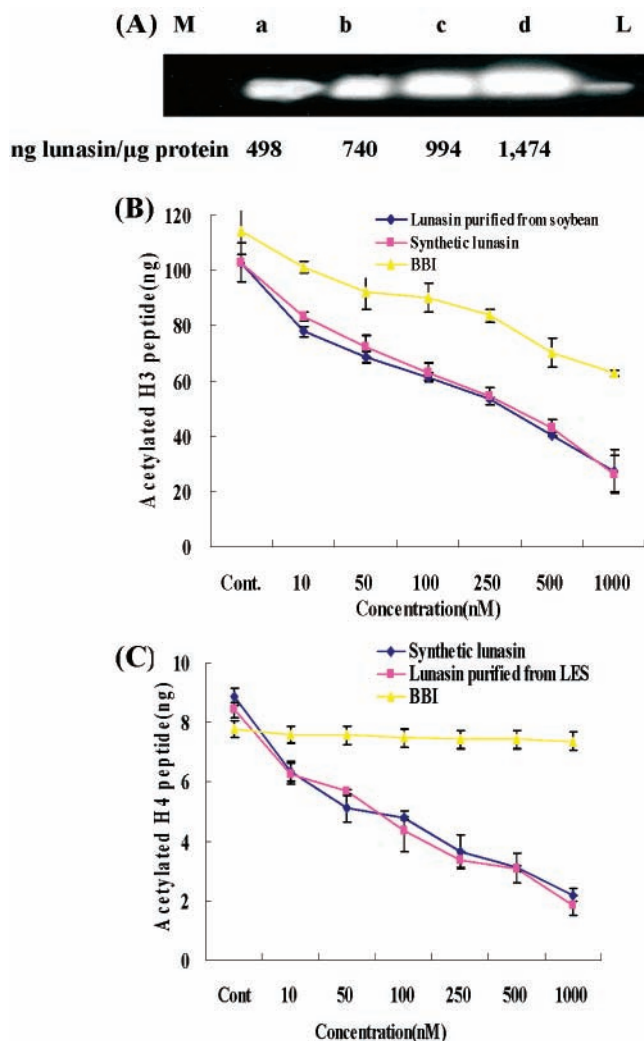 (A) M a b c d L
ng lunasin/μg protein 498 740 994 1,474
(B)
Lunasin purified from soybean
Synthetic lunasin
BBI
Acetylated H3 peptide(ng)
120
100
80
60
40
20
0
Cont. 10 50 100 250 500 1000
Concentration(nM)
(C)
Synthetic lunasin
Lunasin purified from LES
BBI
Acetylated H4 peptide(ng)
10
8
6
4
2
0
Cont 10 50 100 250 500 1000
Concentration(nM)